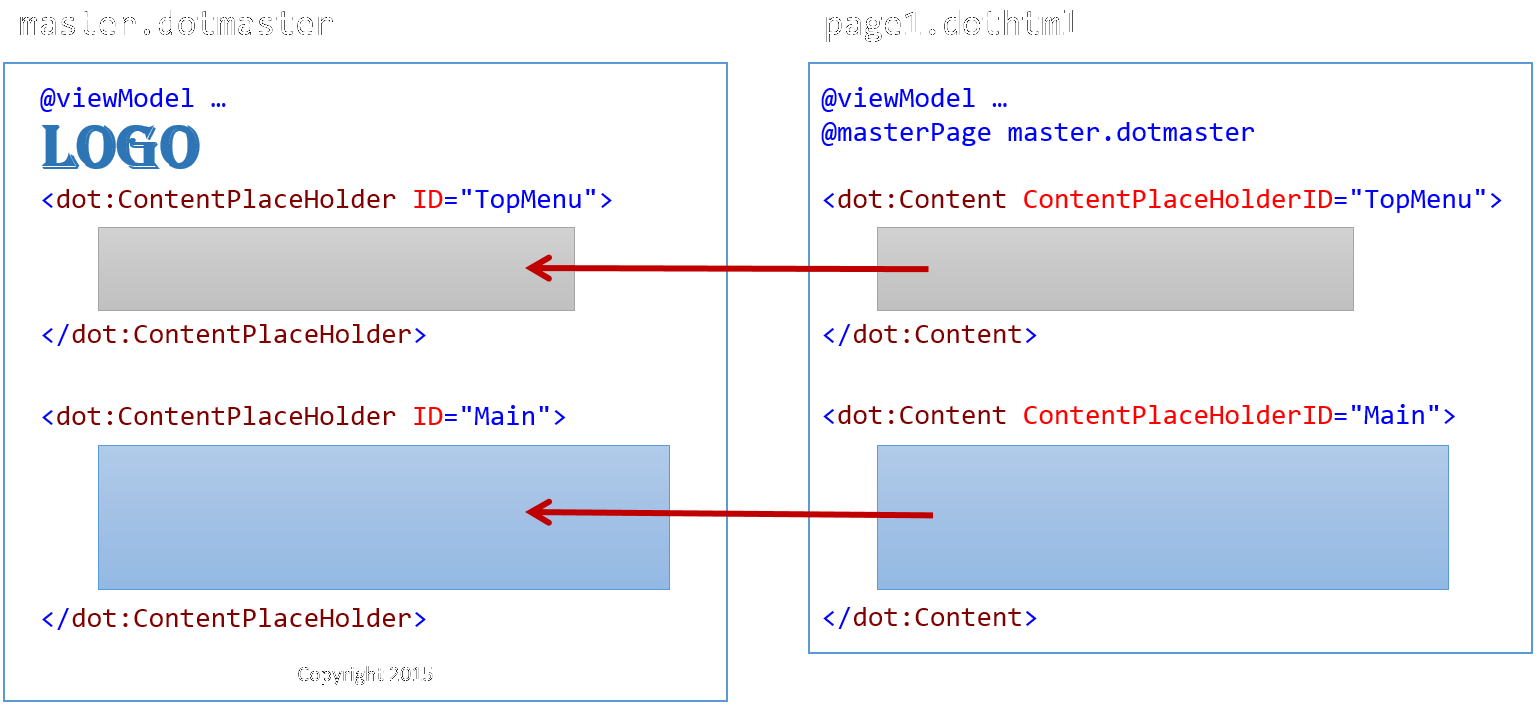 master.dotmaster
@viewModel …
LOGO
<dot:ContentPlaceHolder ID="TopMenu">
</dot:ContentPlaceHolder>
<dot:ContentPlaceHolder ID="Main">
</dot:ContentPlaceHolder>
Copyright 2015
page1.dothtml
@viewModel …
@masterPage master.dotmaster
<dot:Content ContentPlaceHolderID="TopMenu">
</dot:Content>
<dot:Content ContentPlaceHolderID="Main">
</dot:Content>